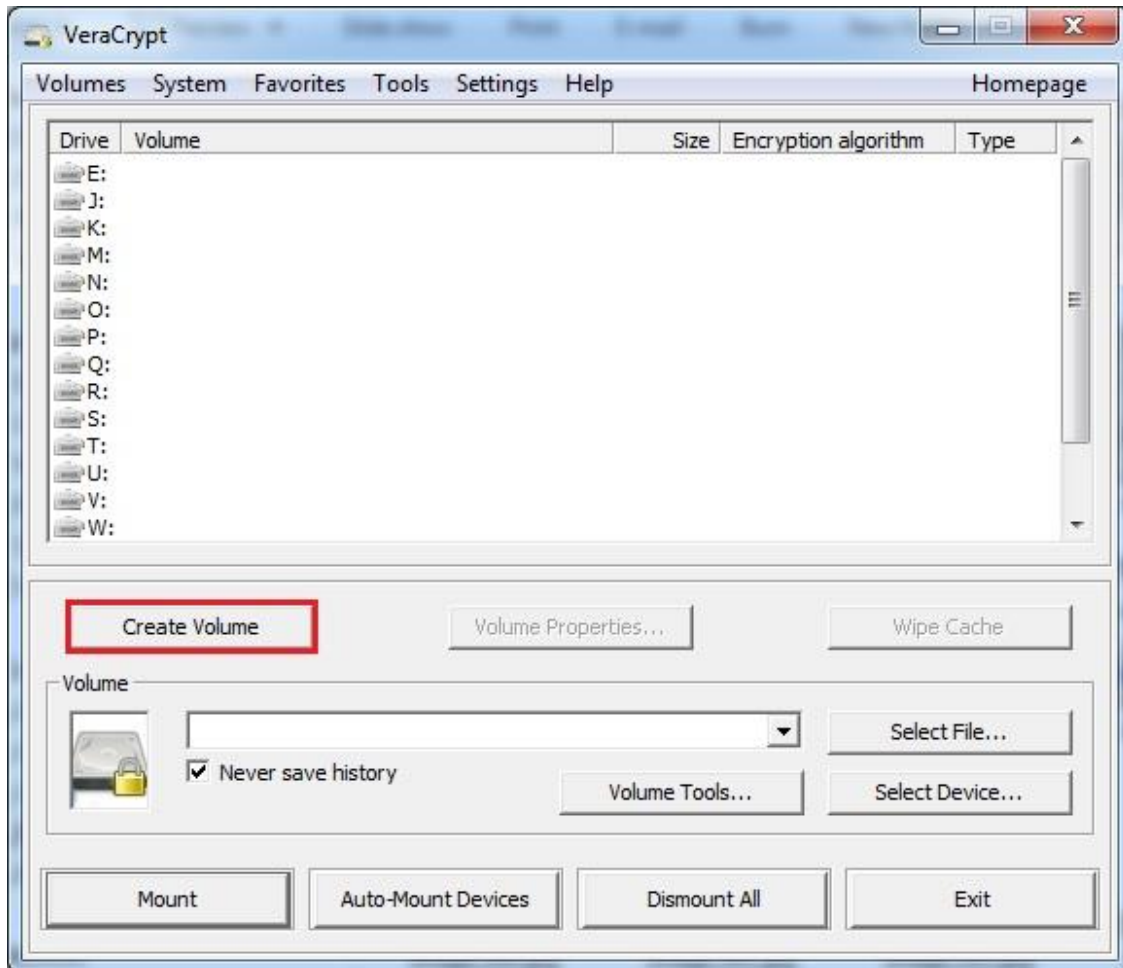 VeraCrypt
Volumes System Favorites Tools Settings Help Homepage
Drive Volume Size Encryption algorithm Type
E:
J:
K:
M:
N:
O:
P:
Q:
R:
S:
T:
U:
V:
W:
Create Volume Volume Properties... Wipe Cache
Volume
Select File...
Never save history
Volume Tools... Select Device...
Mount Auto-Mount Devices Dismount All Exit